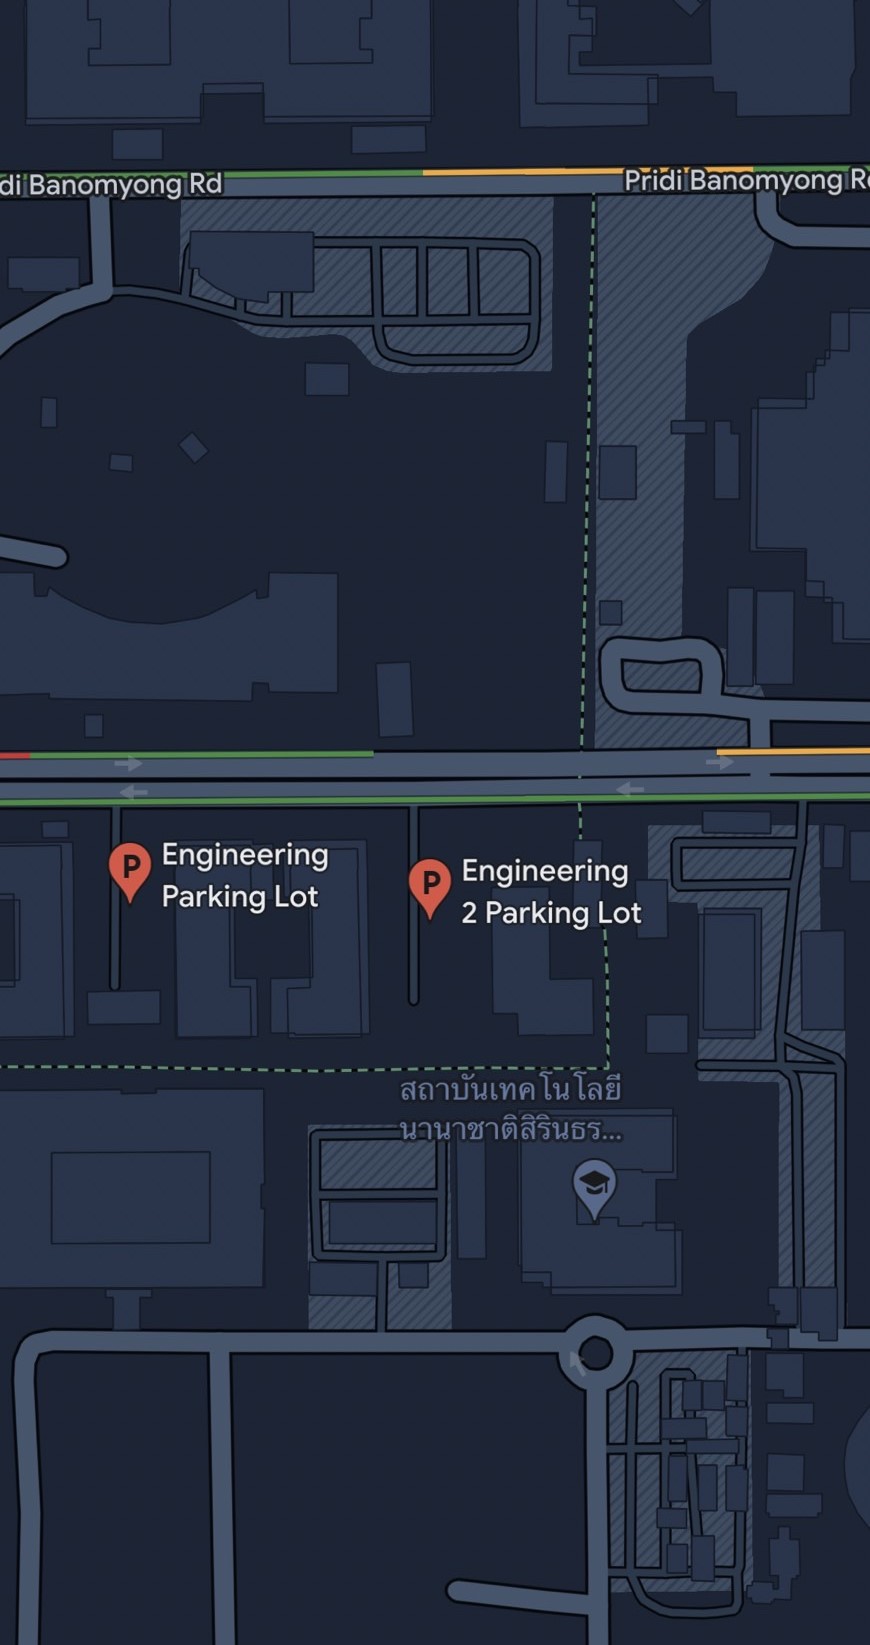 di Banomyong Rd
Pridi Banomyong R
P
Engineering
Parking Lot
P
Engineering
2 Parking Lot
สถาบันเทคโนโลยี
นานาชาติสิรินธร...